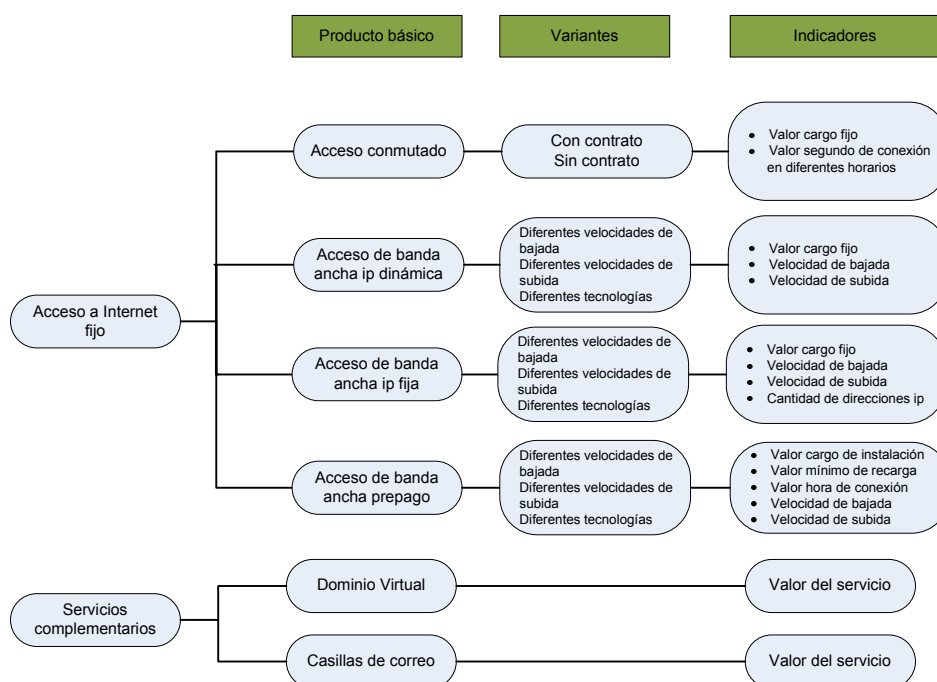 Producto básico
Variantes
Indicadores
Acceso a Internet
fijo
Acceso conmutado
Con contrato
Sin contrato
• Valor cargo fijo
• Valor segundo de conexión
en diferentes horarios
Acceso de banda
ancha ip dinámica
Diferentes velocidades de
bajada
Diferentes velocidades de
subida
Diferentes tecnologías
• Valor cargo fijo
• Velocidad de bajada
• Velocidad de subida
Acceso de banda
ancha ip fija
Diferentes velocidades de
bajada
Diferentes velocidades de
subida
Diferentes tecnologías
• Valor cargo fijo
• Velocidad de bajada
• Velocidad de subida
• Cantidad de direcciones ip
Acceso de banda
ancha prepago
Diferentes velocidades de
bajada
Diferentes velocidades de
subida
Diferentes tecnologías
• Valor cargo de instalación
• Valor mínimo de recarga
• Valor hora de conexión
• Velocidad de bajada
• Velocidad de subida
Servicios
complementarios
Dominio Virtual
Valor del servicio
Casillas de correo
Valor del servicio